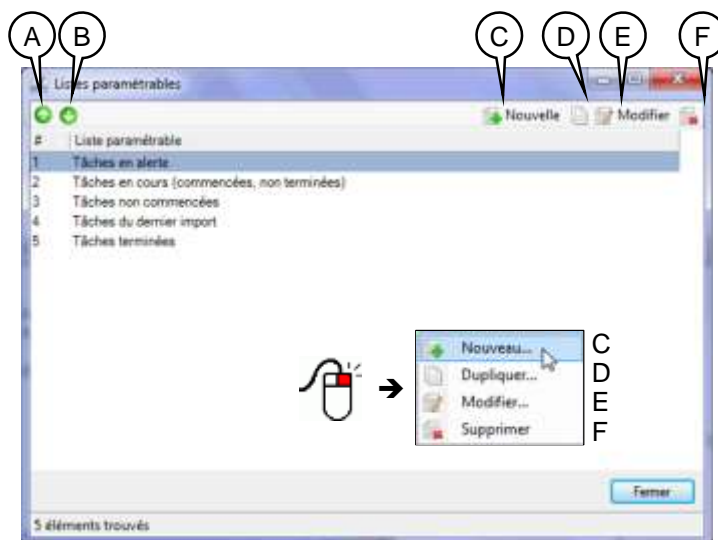 A B C D E F
Listes paramétrables
Nouvelle Modifier
# Liste paramétrable
1 Tâches en alerte
2 Tâches en cours (commencées, non terminées)
3 Tâches non commencées
4 Tâches du dernier import
5 Tâches terminées
Nouveau... C
Dupliquer... D
Modifier... E
Supprimer F
Fermer
5 éléments trouvés